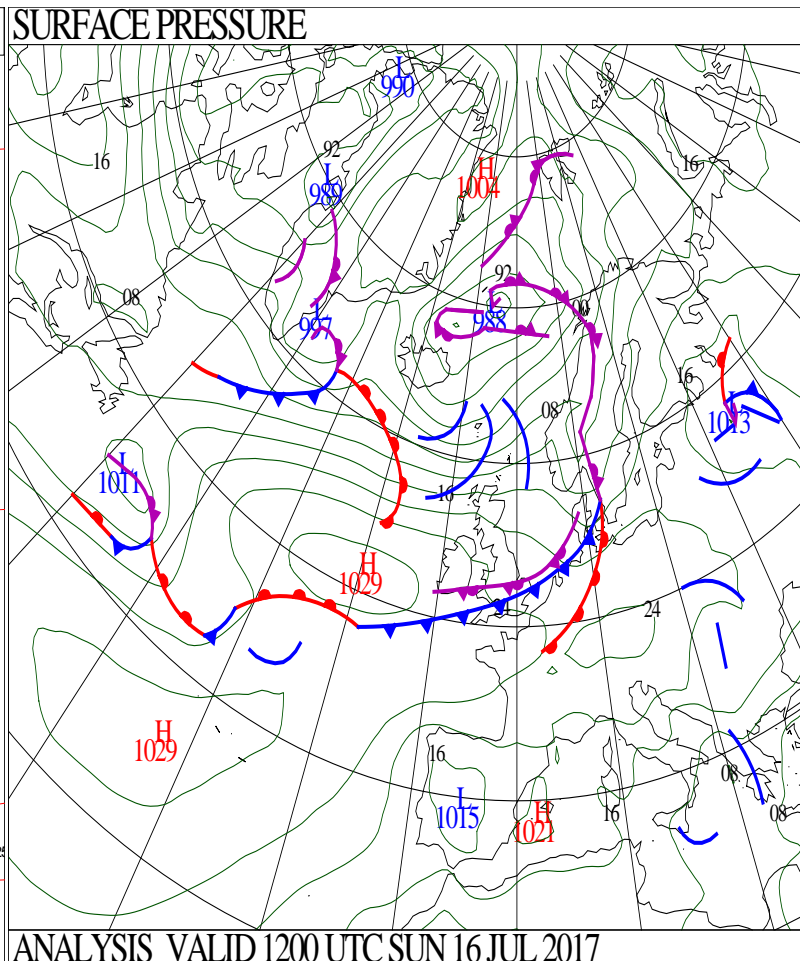 SURFACE PRESSURE
L
990
92
16
16
L
989
H
1004
92
08
L
997
L
988
00
16
08
L
1013
L
1011
16
H
1029
24
24
H
1029
16
08
L
1015
H
1021
16
08
ANALYSIS VALID 1200 UTC SUN 16 JUL 2017